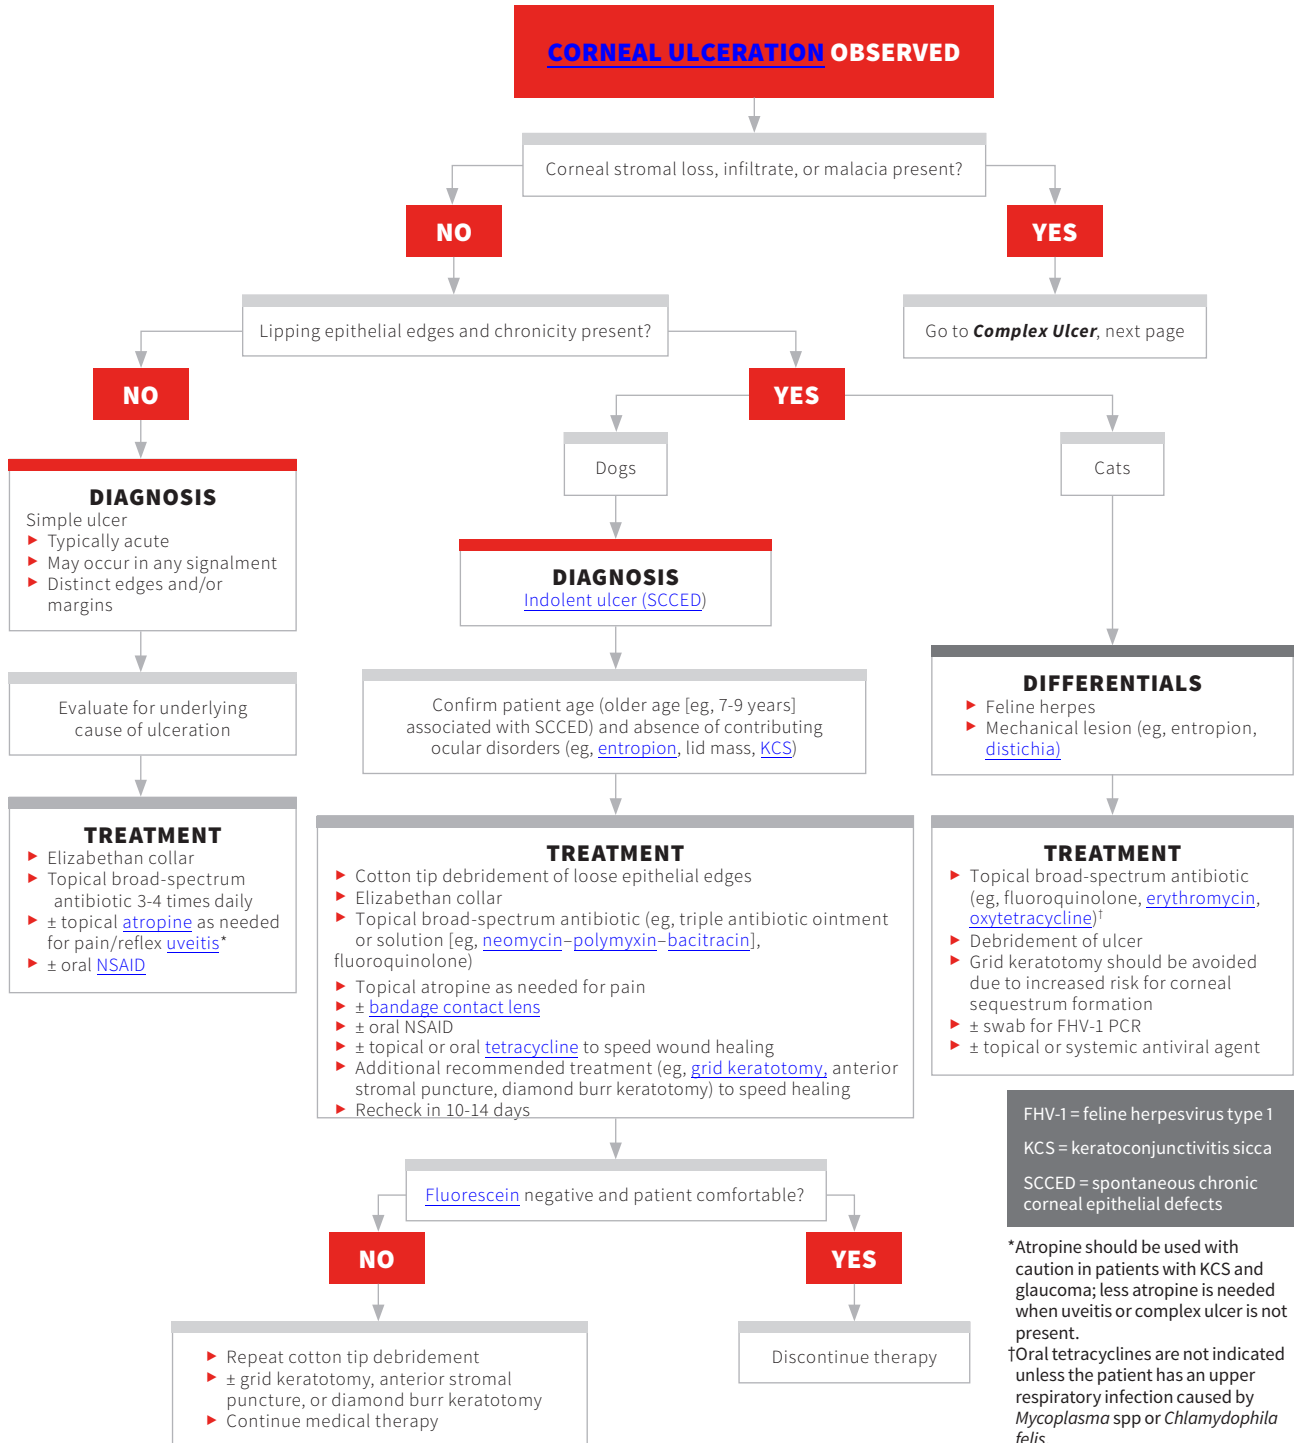 CORNEAL ULCERATION OBSERVED
Corneal stromal loss, infiltrate, or malacia present?
NO
YES
Lipping epithelial edges and chronicity present?
Go to Complex Ulcer, next page
NO
YES
Dogs
Cats
DIAGNOSIS
Simple ulcer
► Typically acute
► May occur in any signalment
► Distinct edges and/or
margins
DIAGNOSIS
Indolent ulcer (SCCED)
Evaluate for underlying
cause of ulceration
Confirm patient age (older age [eg, 7-9 years]
associated with SCCED) and absence of contributing
ocular disorders (eg, entropion, lid mass, KCS)
DIFFERENTIALS
► Feline herpes
► Mechanical lesion (eg, entropion,
distichia)
TREATMENT
► Elizabethan collar
► Topical broad-spectrum
antibiotic 3-4 times daily
► ± topical atropine as needed
for pain/reflex uveitis*
► ± oral NSAID
TREATMENT
► Cotton tip debridement of loose epithelial edges
► Elizabethan collar
► Topical broad-spectrum antibiotic (eg, triple antibiotic ointment
or solution [eg, neomycin–polymyxin–bacitracin],
fluoroquinolone)
► Topical atropine as needed for pain
► ± bandage contact lens
► ± oral NSAID
► ± topical or oral tetracycline to speed wound healing
► Additional recommended treatment (eg, grid keratotomy, anterior
stromal puncture, diamond burr keratotomy) to speed healing
► Recheck in 10-14 days
TREATMENT
► Topical broad-spectrum antibiotic
(eg, fluoroquinolone, erythromycin,
oxytetracycline)†
► Debridement of ulcer
► Grid keratotomy should be avoided
due to increased risk for corneal
sequestrum formation
► ± swab for FHV-1 PCR
► ± topical or systemic antiviral agent
Fluorescein negative and patient comfortable?
NO
YES
► Repeat cotton tip debridement
► ± grid keratotomy, anterior stromal
puncture, or diamond burr keratotomy
► Continue medical therapy
Discontinue therapy
FHV-1 = feline herpesvirus type 1
KCS = keratoconjunctivitis sicca
SCCED = spontaneous chronic
corneal epithelial defects
*Atropine should be used with
caution in patients with KCS and
glaucoma; less atropine is needed
when uveitis or complex ulcer is not
present.
†Oral tetracyclines are not indicated
unless the patient has an upper
respiratory infection caused by
Mycoplasma spp or Chlamydophila
felis